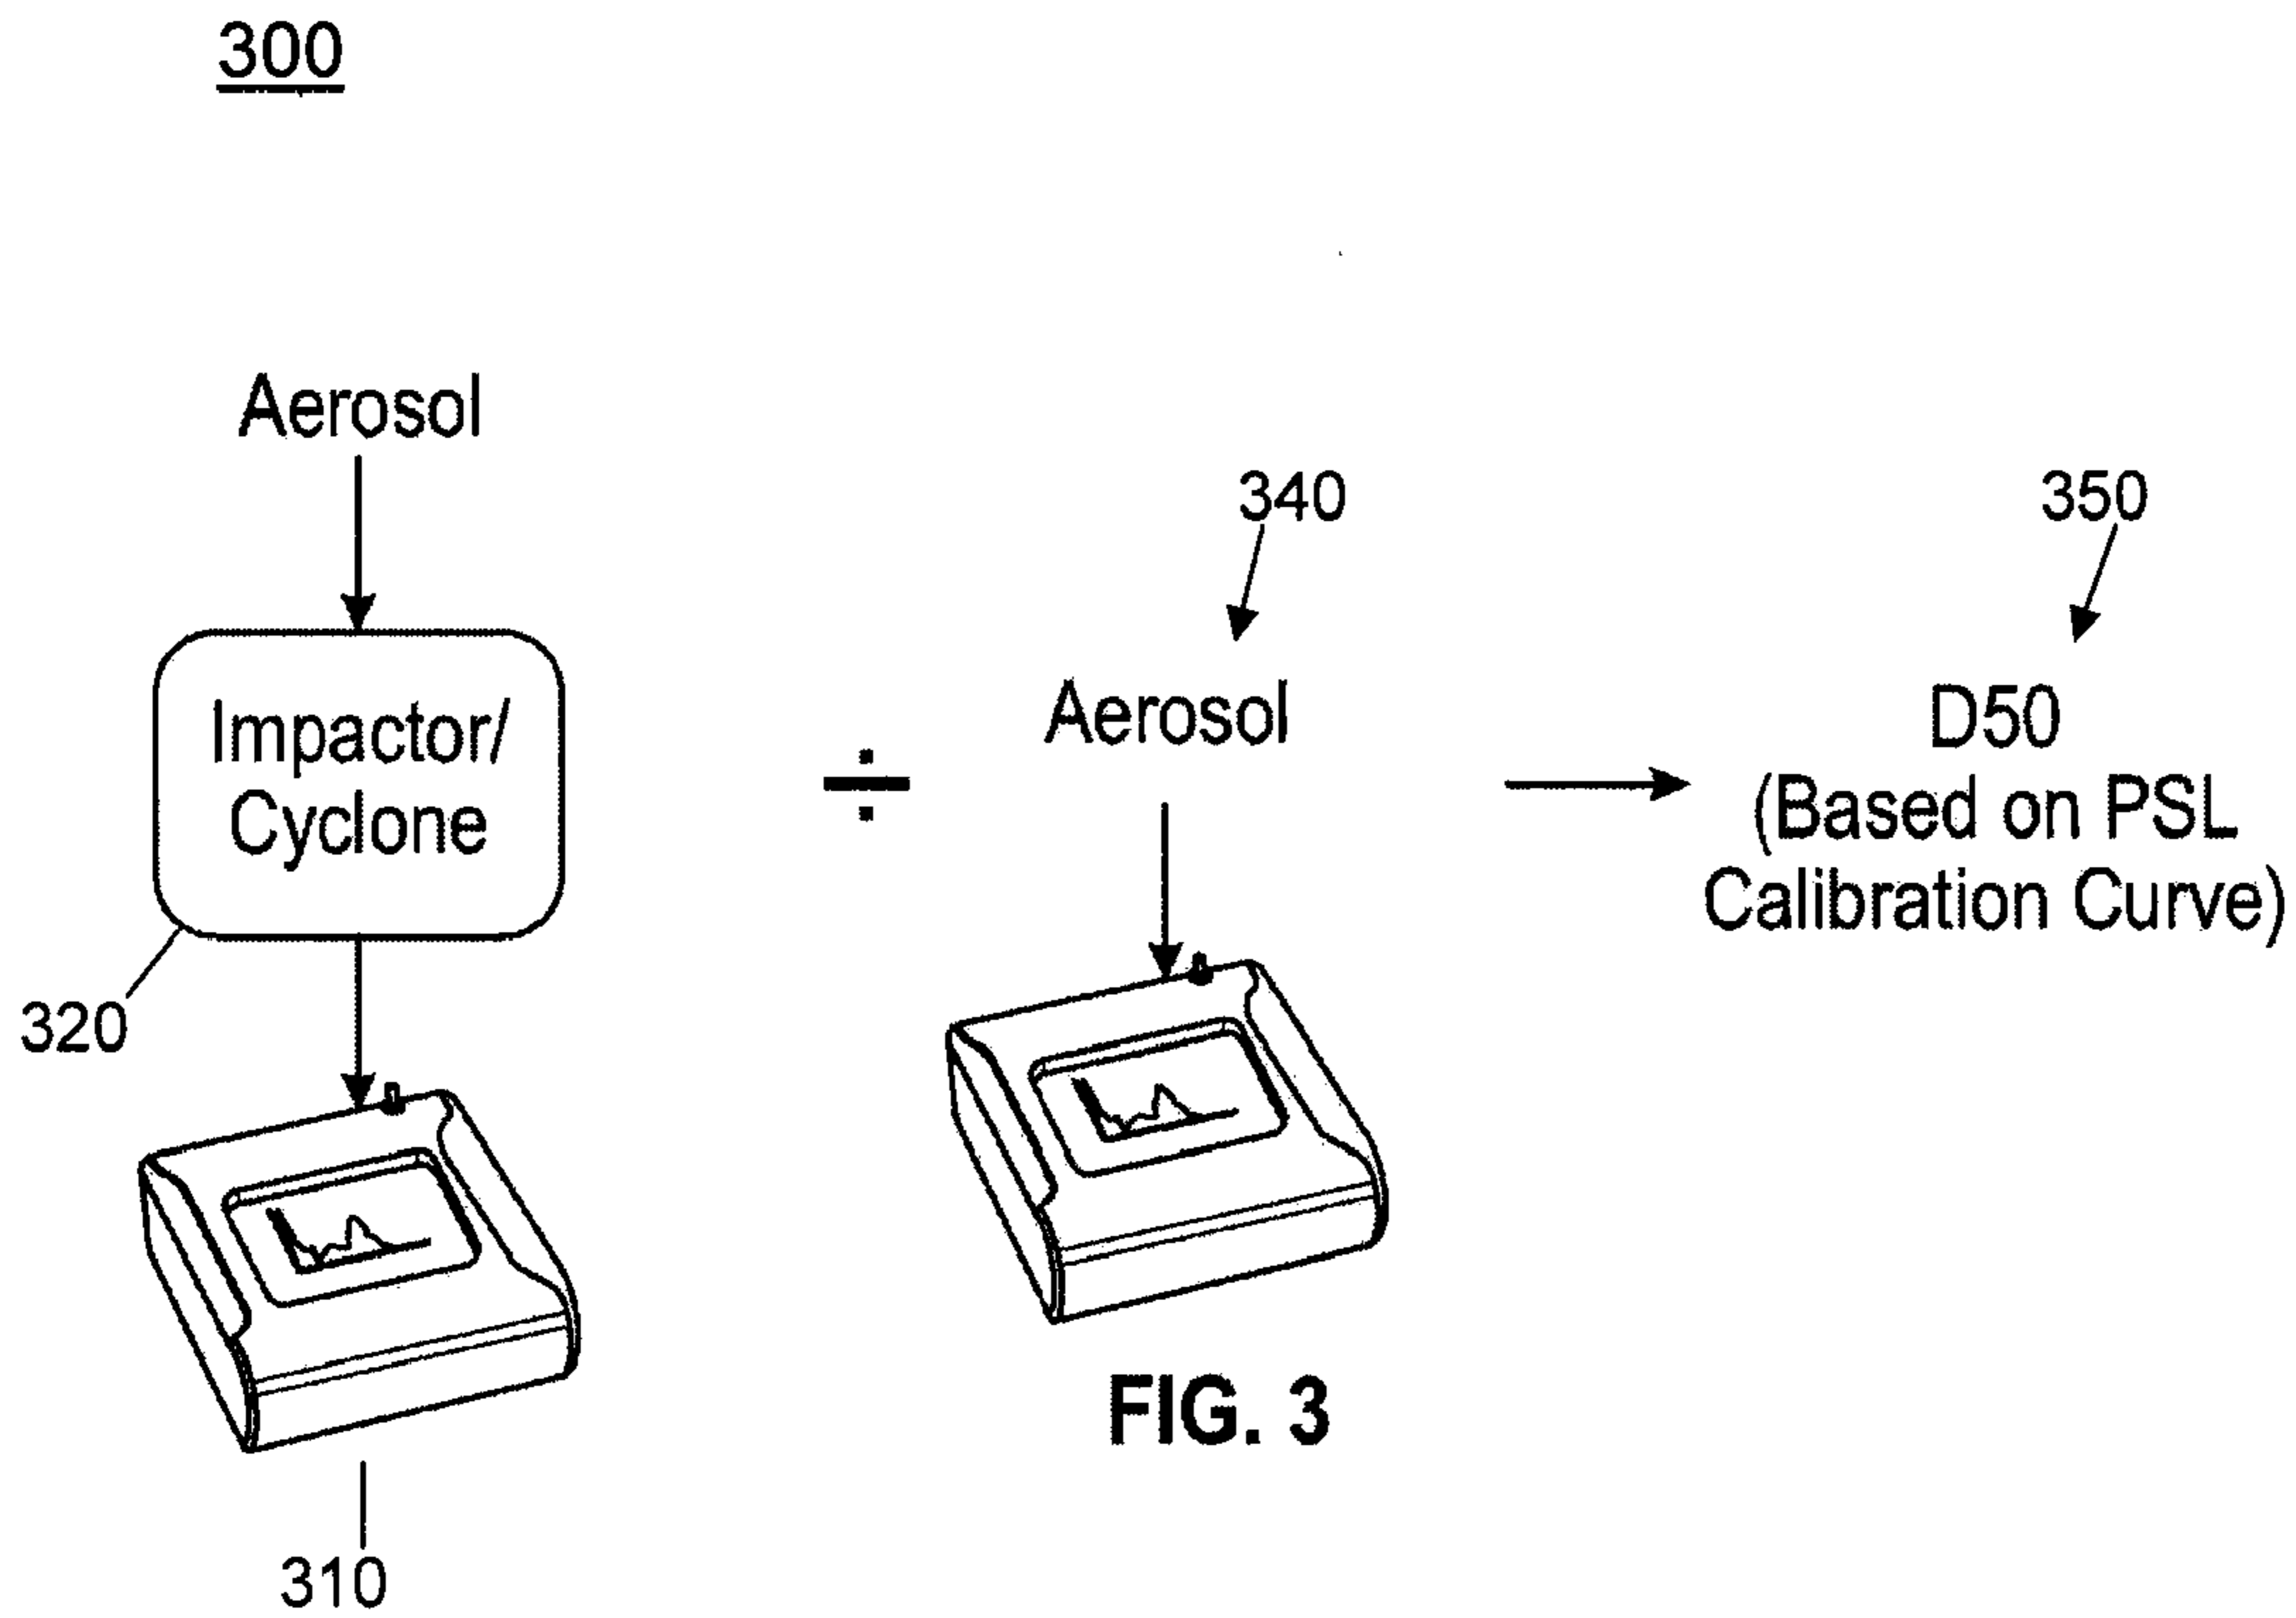 300
Aerosol
340
350
Impactor/
Cyclone
÷
Aerosol
D50
(Based on PSL
Calibration Curve)
320
FIG. 3
310